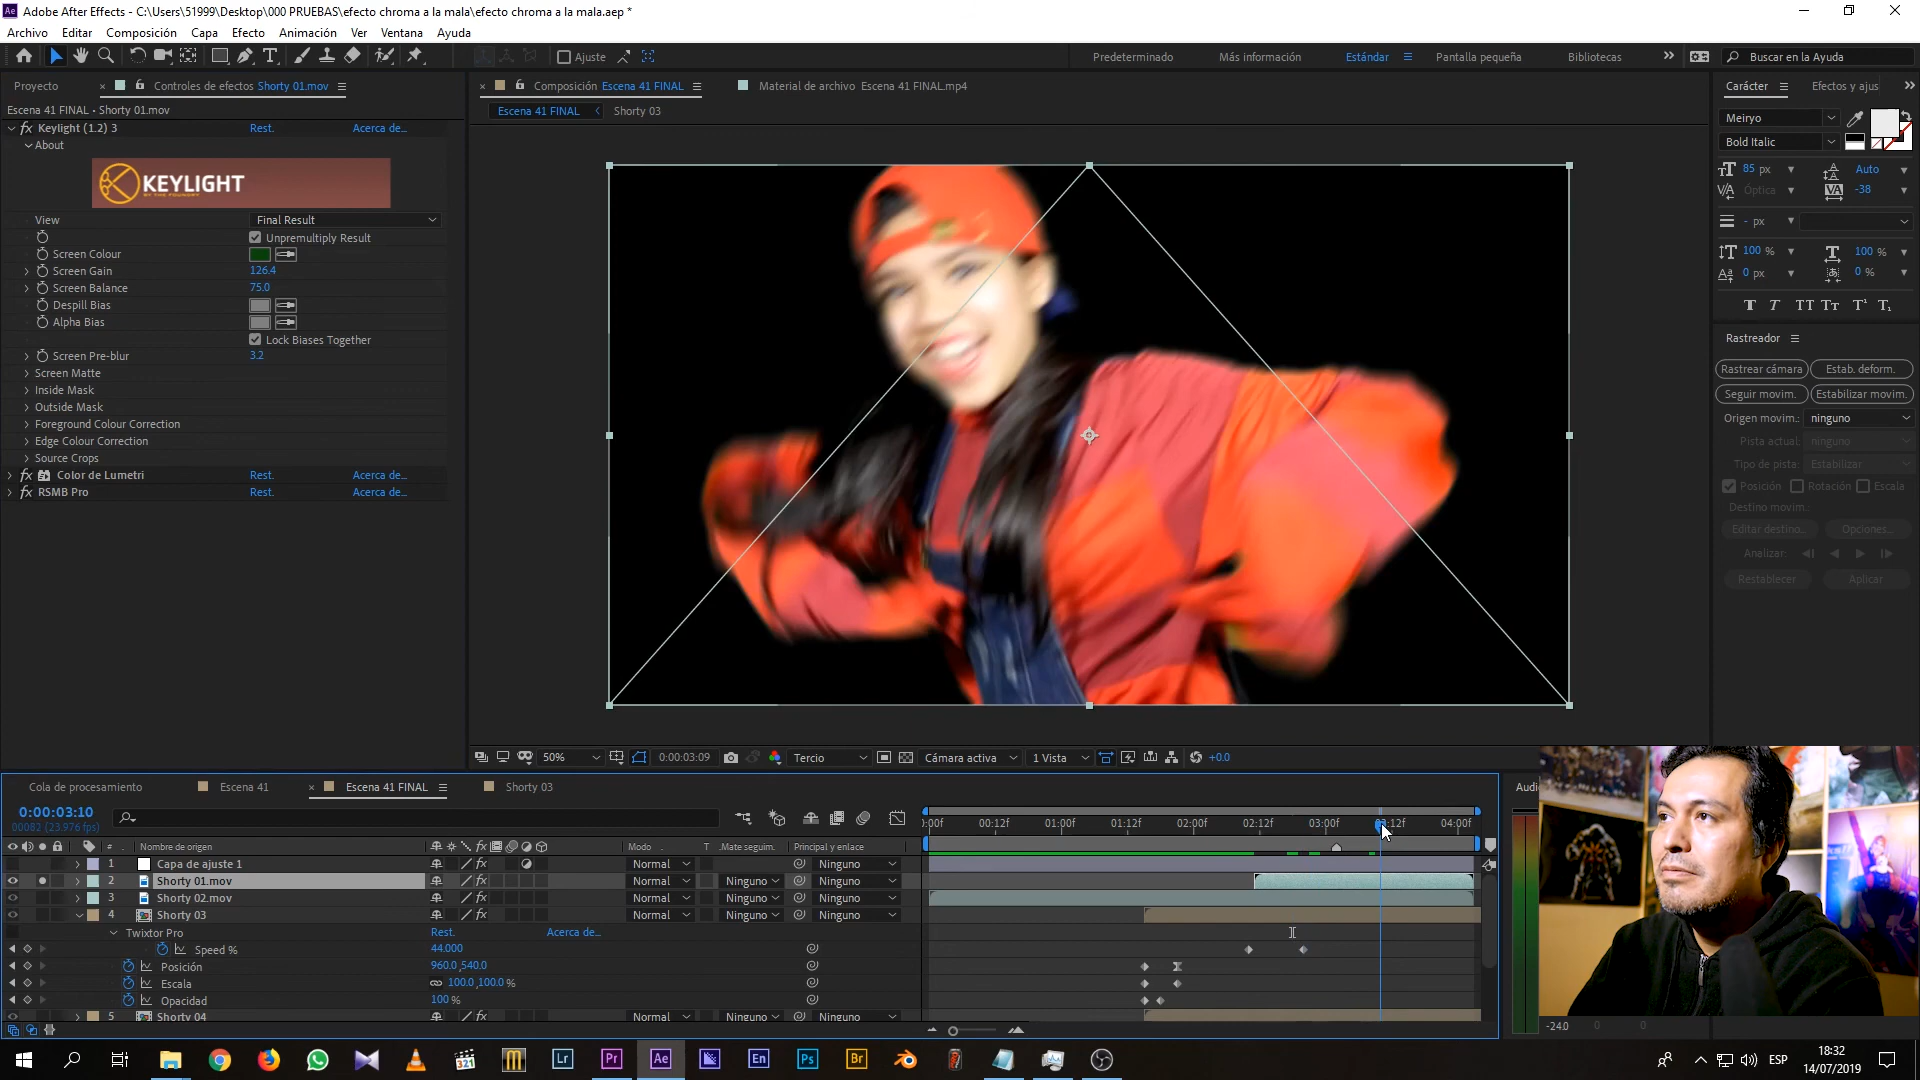 Adobe After Effects - C:\Users\51999\Desktop\000 PRUEBAS\efecto chroma a la mala\efecto chroma a la mala.aep *
Archivo Editar Composición Capa Efecto Animación Ver Ventana Ayuda
Ajuste Predeterminado Más información Estándar Pantalla pequeña Bibliotecas Buscar en la Ayuda
Proyecto Controles de efectos Shorty 01.mov
Composición Escena 41 FINAL Material de archivo Escena 41 FINAL.mp4
Carácter Efectos y ajus
Escena 41 FINAL • Shorty 01.mov
Escena 41 FINAL Shorty 03
Keylight (1.2) 3 Rest. Acerca de...
About
KEYLIGHT
BY THE FOUNDRY
View Final Result
Unpremultiply Result
Screen Colour
Screen Gain 126.4
Screen Balance 75.0
Despill Bias
Alpha Bias
Lock Biases Together
Screen Pre-blur 3.2
Screen Matte
Inside Mask
Outside Mask
Foreground Colour Correction
Edge Colour Correction
Source Crops
Color de Lumetri Rest. Acerca de...
RSMB Pro Rest. Acerca de...
Meiryo
Bold Italic
85 px Auto
Óptica -38
- px
100 % 100 %
0 px 0 %
T T TT Tт T¹ T₁
Rastreador
Rastrear cámara Estab. deform.
Seguir movim. Estabilizar movim.
Origen movim.: ninguno
Pista actual: ninguno
Tipo de pista: Estabilizar
Posición Rotación Escala
Destino movim.:
Editar destino... Opciones...
Analizar:
Restablecer Aplicar
50% 0:00:03:09 Tercio Cámara activa 1 Vista +0.0
Cola de procesamiento Escena 41 Escena 41 FINAL Shorty 03
Audi
0:00:03:10
00082 (23.976 fps)
):00f 00:12f 01:00f 01:12f 02:00f 02:12f 03:00f 03:12f 04:00f
# Nombre de origen Modo T .Mate seguim. Principal y enlace
1 Capa de ajuste 1 Normal Ninguno
2 Shorty 01.mov Normal Ninguno Ninguno
3 Shorty 02.mov Normal Ninguno Ninguno
4 Shorty 03 Normal Ninguno Ninguno
Twixtor Pro Rest. Acerca de...
Speed % 44.000
Posición 960.0,540.0
Escala 100.0,100.0 %
Opacidad 100 %
5 Shorty 04 Normal Ninguno Ninguno
-24.0 0 0
321 Lr Pr Ae En Ps Br
ESP
18:32
14/07/2019